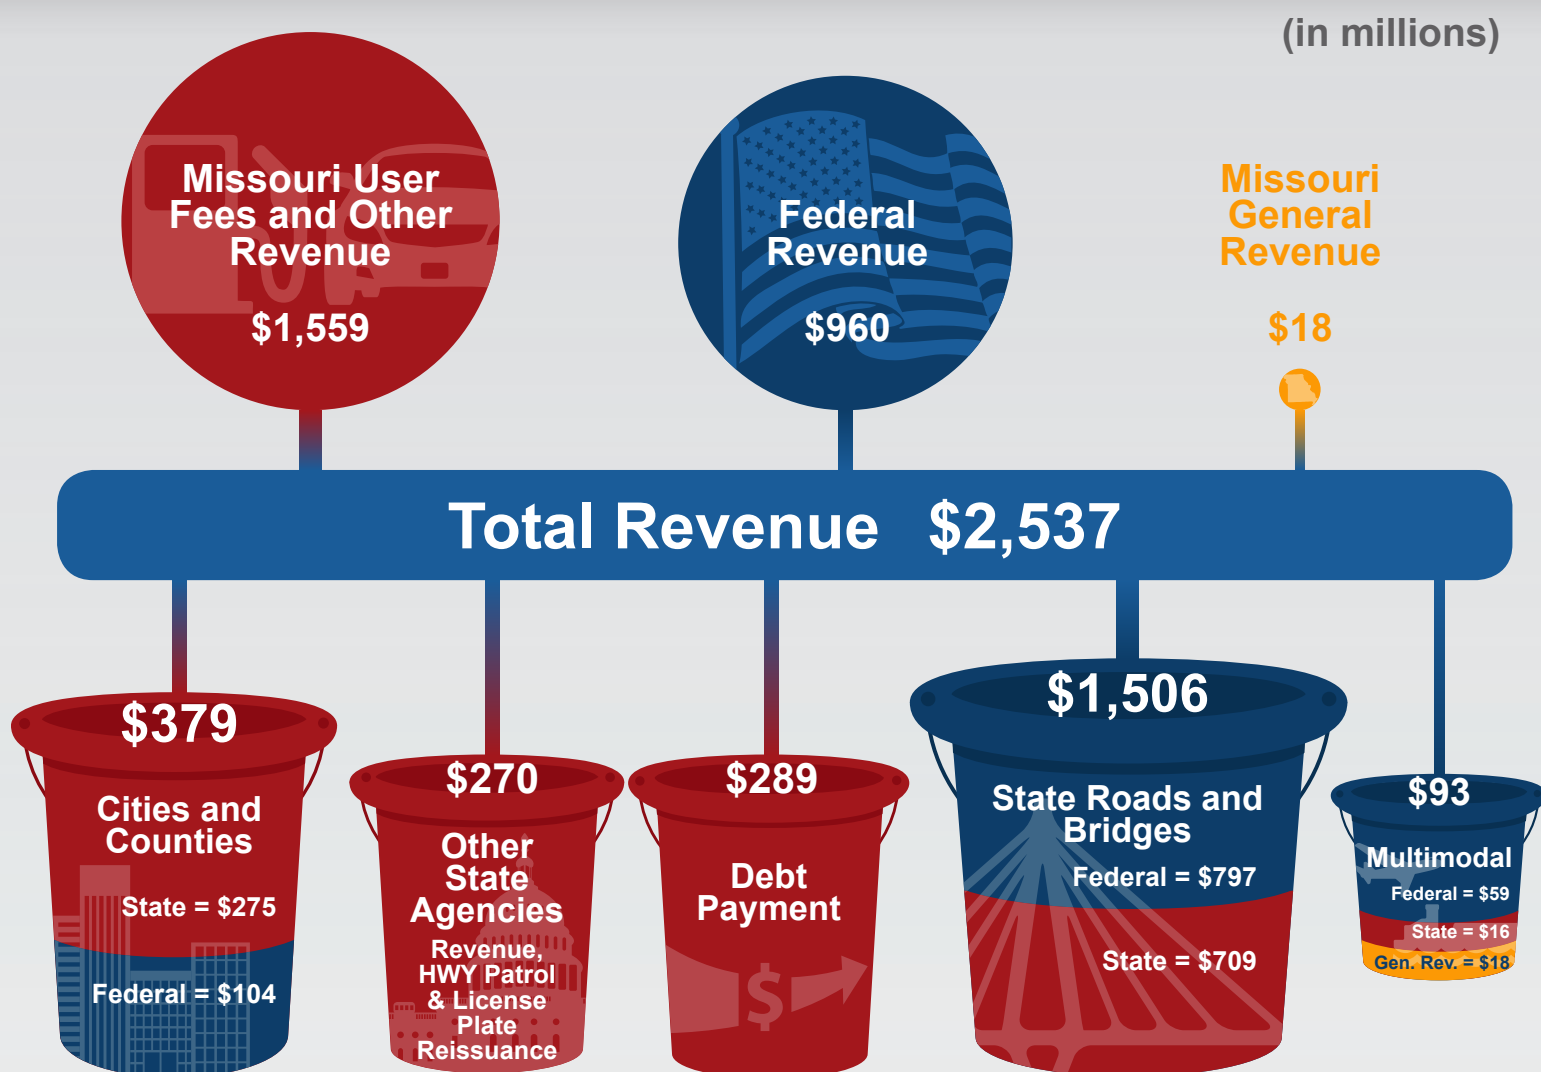 (in millions)
Missouri User
Fees and Other
Revenue
$1,559
Federal
Revenue
$960
Missouri
General
Revenue
$18
Total Revenue $2,537
$379
Cities and
Counties
State = $275
Federal = $104
$270
Other
State
Agencies
Revenue,
HWY Patrol
& License
Plate
Reissuance
$289
Debt
Payment
$
$1,506
State Roads and
Bridges
Federal = $797
State = $709
$93
Multimodal
Federal = $59
State = $16
Gen. Rev. = $18